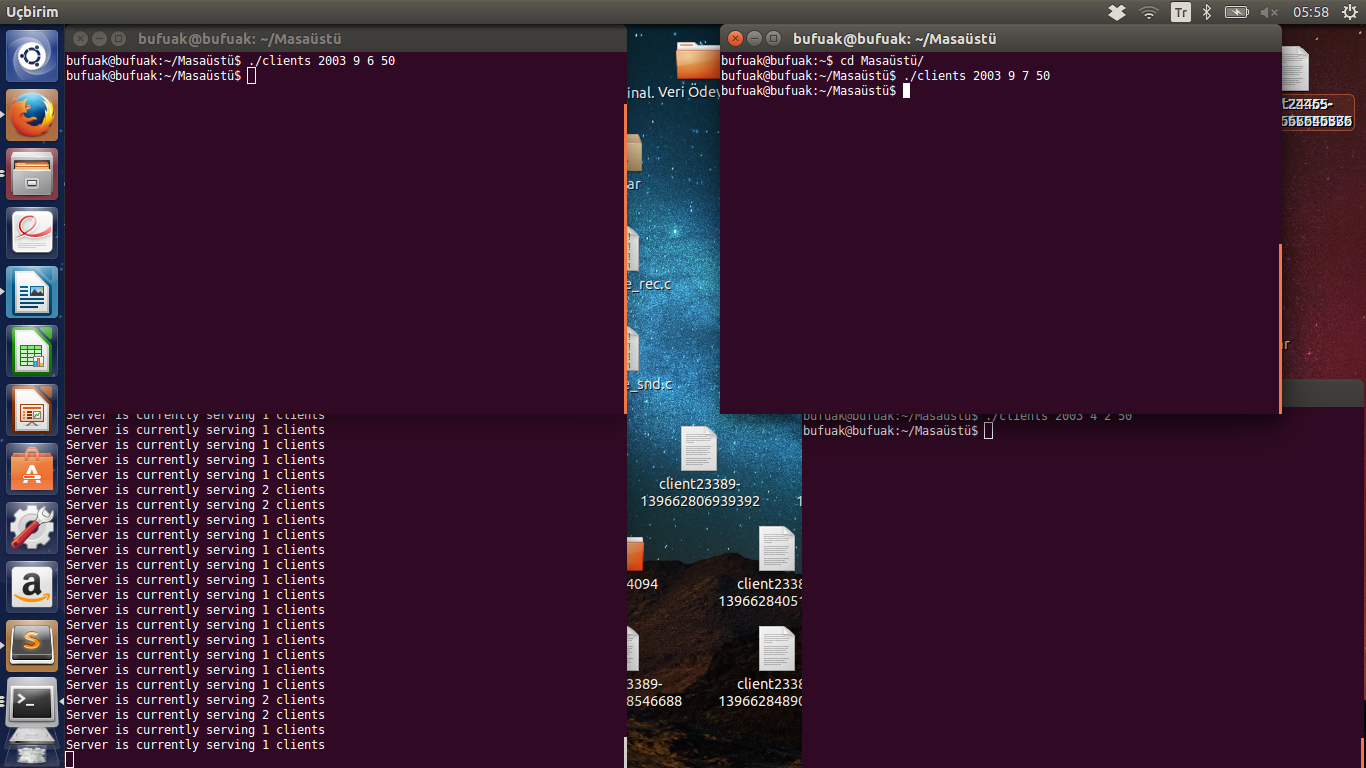 Uçbirim
Tr
05:58
bufuak@bufuak: ~/Masaüstü
bufuak@bufuak:~/Masaüstü$ ./clients 2003 9 6 50
bufuak@bufuak:~/Masaüstü$
bufuak@bufuak: ~/Masaüstü
bufuak@bufuak:~$ cd Masaüstü/
bufuak@bufuak:~/Masaüstü$ ./clients 2003 9 7 50
bufuak@bufuak:~/Masaüstü$
inal. Veri Ödey
ar
e_rec.c
e_snd.c
client23389-
139662806939392
4094
client2338
13966284051
3389-
8546688
client2338
13966284890
Server is currently serving 1 clients
Server is currently serving 1 clients
Server is currently serving 1 clients
Server is currently serving 1 clients
Server is currently serving 1 clients
Server is currently serving 2 clients
Server is currently serving 2 clients
Server is currently serving 1 clients
Server is currently serving 1 clients
Server is currently serving 1 clients
Server is currently serving 1 clients
Server is currently serving 1 clients
Server is currently serving 1 clients
Server is currently serving 1 clients
Server is currently serving 1 clients
Server is currently serving 1 clients
Server is currently serving 1 clients
Server is currently serving 1 clients
Server is currently serving 1 clients
Server is currently serving 2 clients
Server is currently serving 2 clients
Server is currently serving 1 clients
Server is currently serving 1 clients
bufuak@bufuak:~/Masaüstü$ ./clients 2003 4 2 50
bufuak@bufuak:~/Masaüstü$